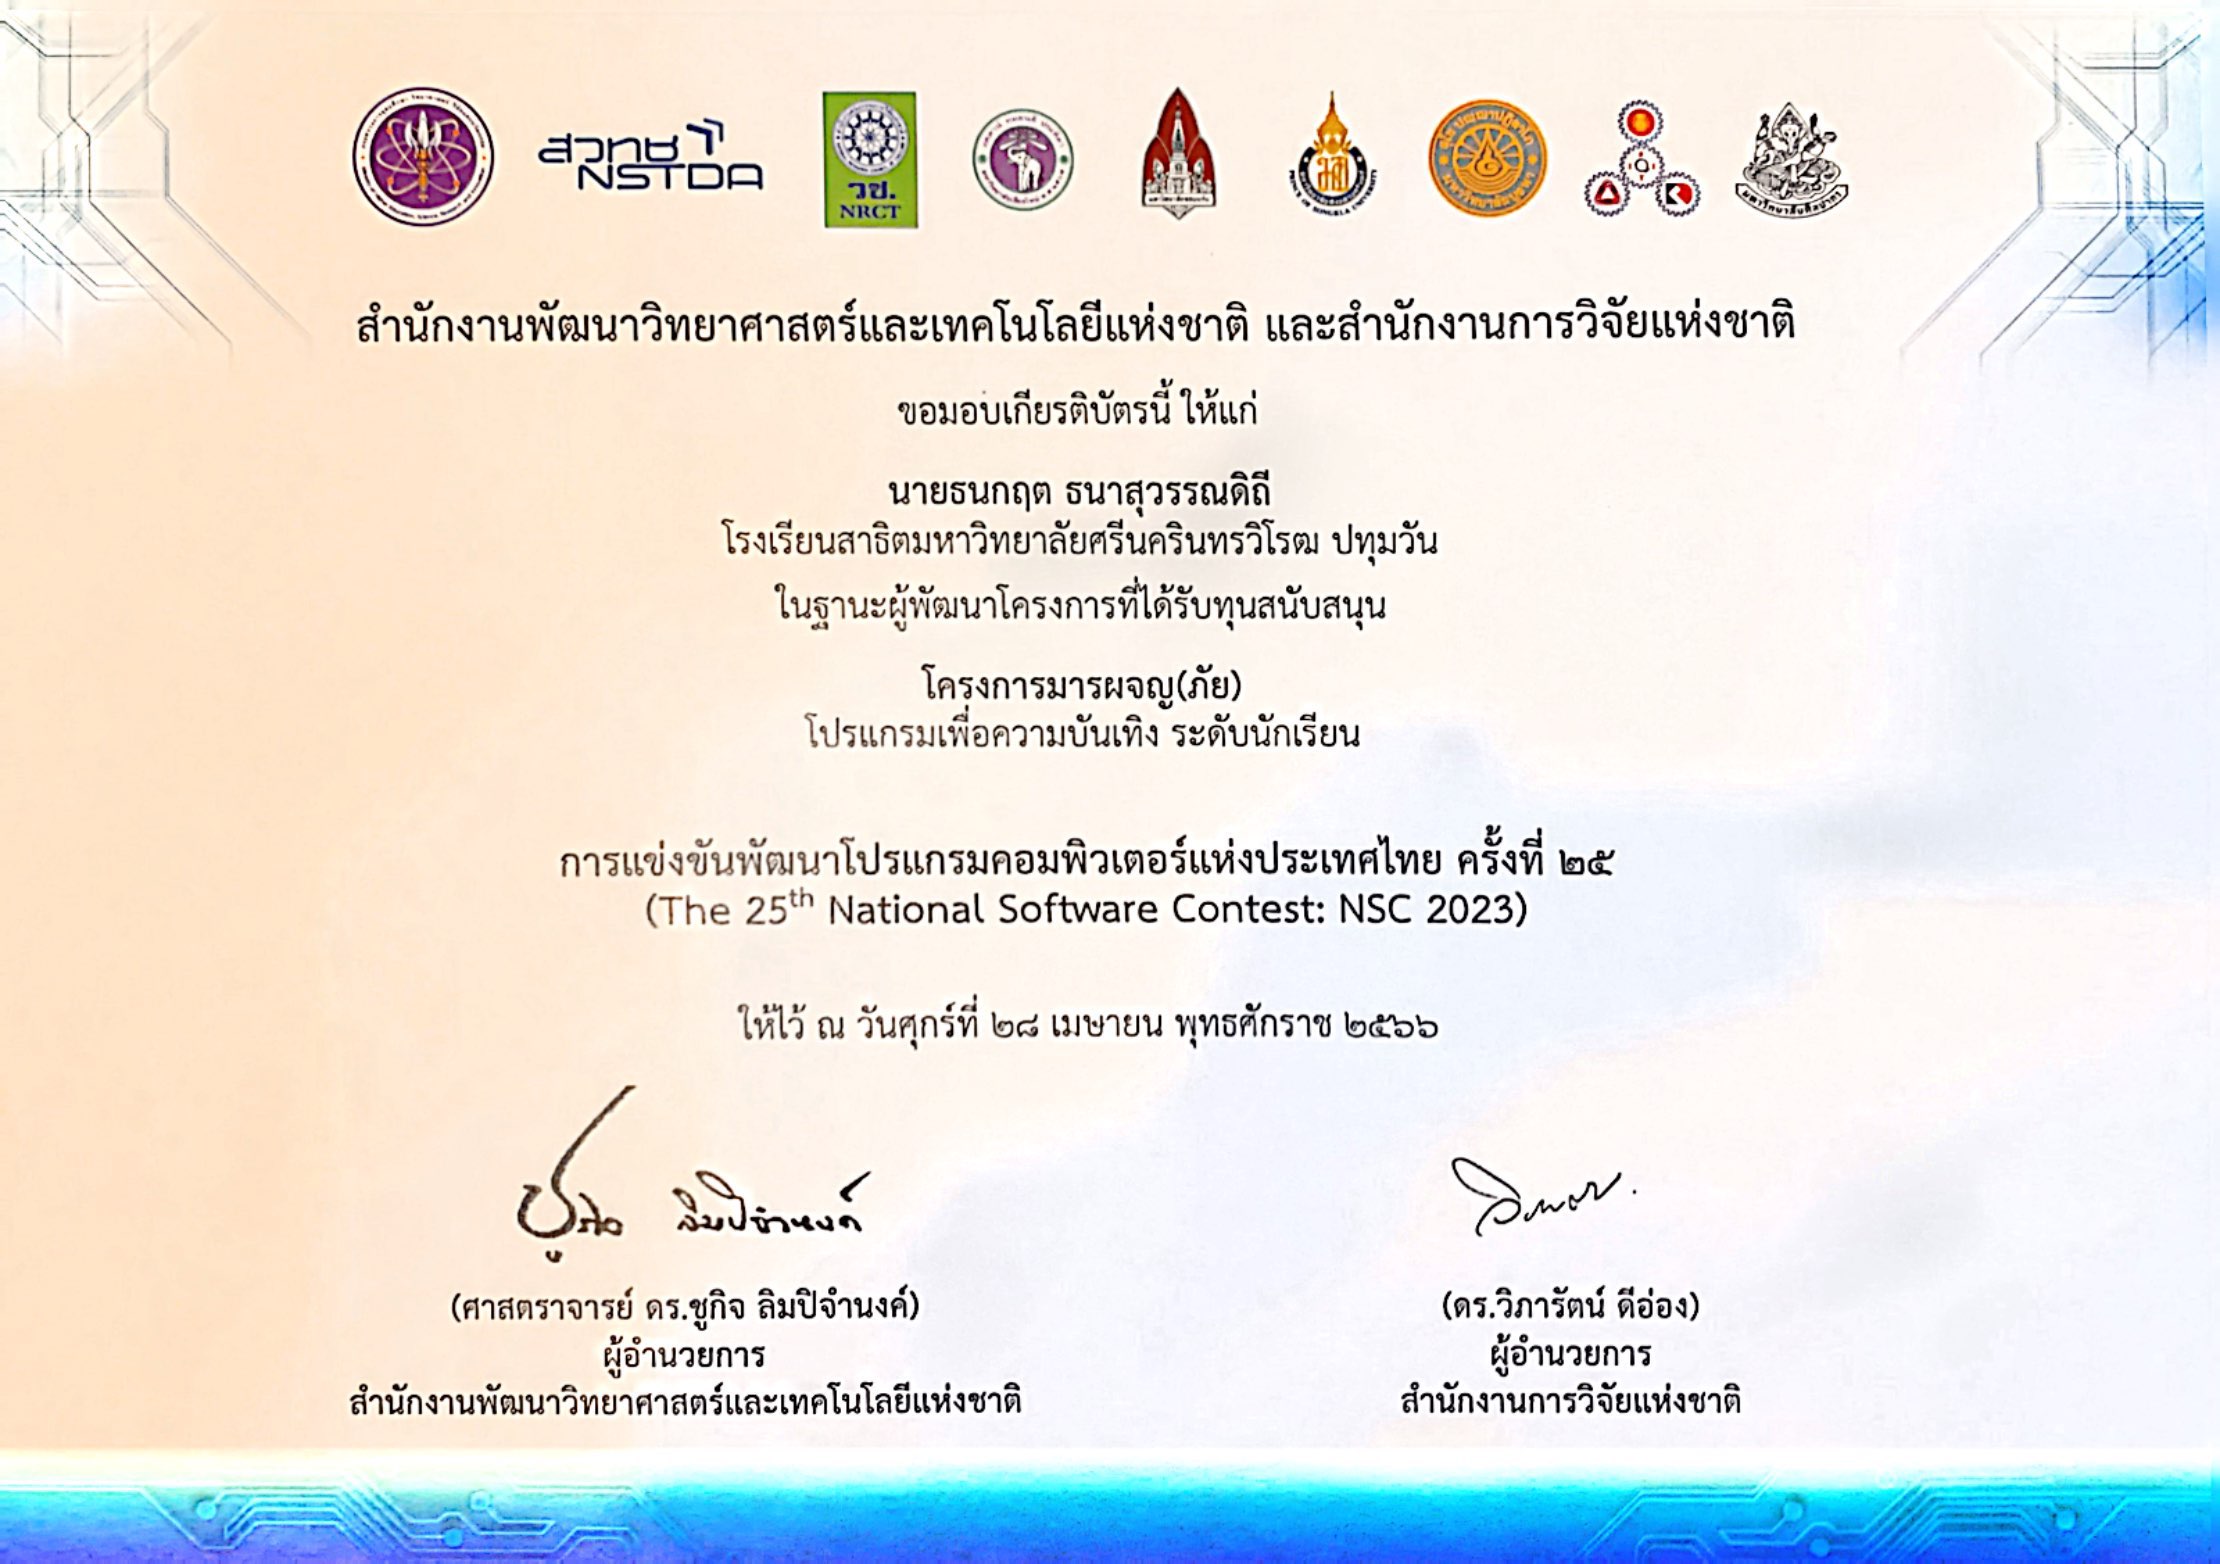 สวทช
NSTDA
วช.
NRCT
PRINCE OF SONGKLA UNIVERSITY
มหาวิทยาลัยศิลปากร
สำนักงานพัฒนาวิทยาศาสตร์และเทคโนโลยีแห่งชาติ และสำนักงานการวิจัยแห่งชาติ
ขอมอบเกียรติบัตรนี้ ให้แก่
นายธนกฤต ธนาสุวรรณดิถี
โรงเรียนสาธิตมหาวิทยาลัยศรีนครินทรวิโรฒ ปทุมวัน
ในฐานะผู้พัฒนาโครงการที่ได้รับทุนสนับสนุน
โครงการมารผจญ(ภัย)
โปรแกรมเพื่อความบันเทิง ระดับนักเรียน
การแข่งขันพัฒนาโปรแกรมคอมพิวเตอร์แห่งประเทศไทย ครั้งที่ ๒๕
(The 25th National Software Contest: NSC 2023)
ให้ไว้ ณ วันศุกร์ที่ ๒๘ เมษายน พุทธศักราช ๒๕๖๖
ชูกิจ ลิมปิจำนงค์
(ศาสตราจารย์ ดร.ชูกิจ ลิมปิจำนงค์)
ผู้อำนวยการ
สำนักงานพัฒนาวิทยาศาสตร์และเทคโนโลยีแห่งชาติ
(ดร.วิภารัตน์ ดีอ่อง)
ผู้อำนวยการ
สำนักงานการวิจัยแห่งชาติ